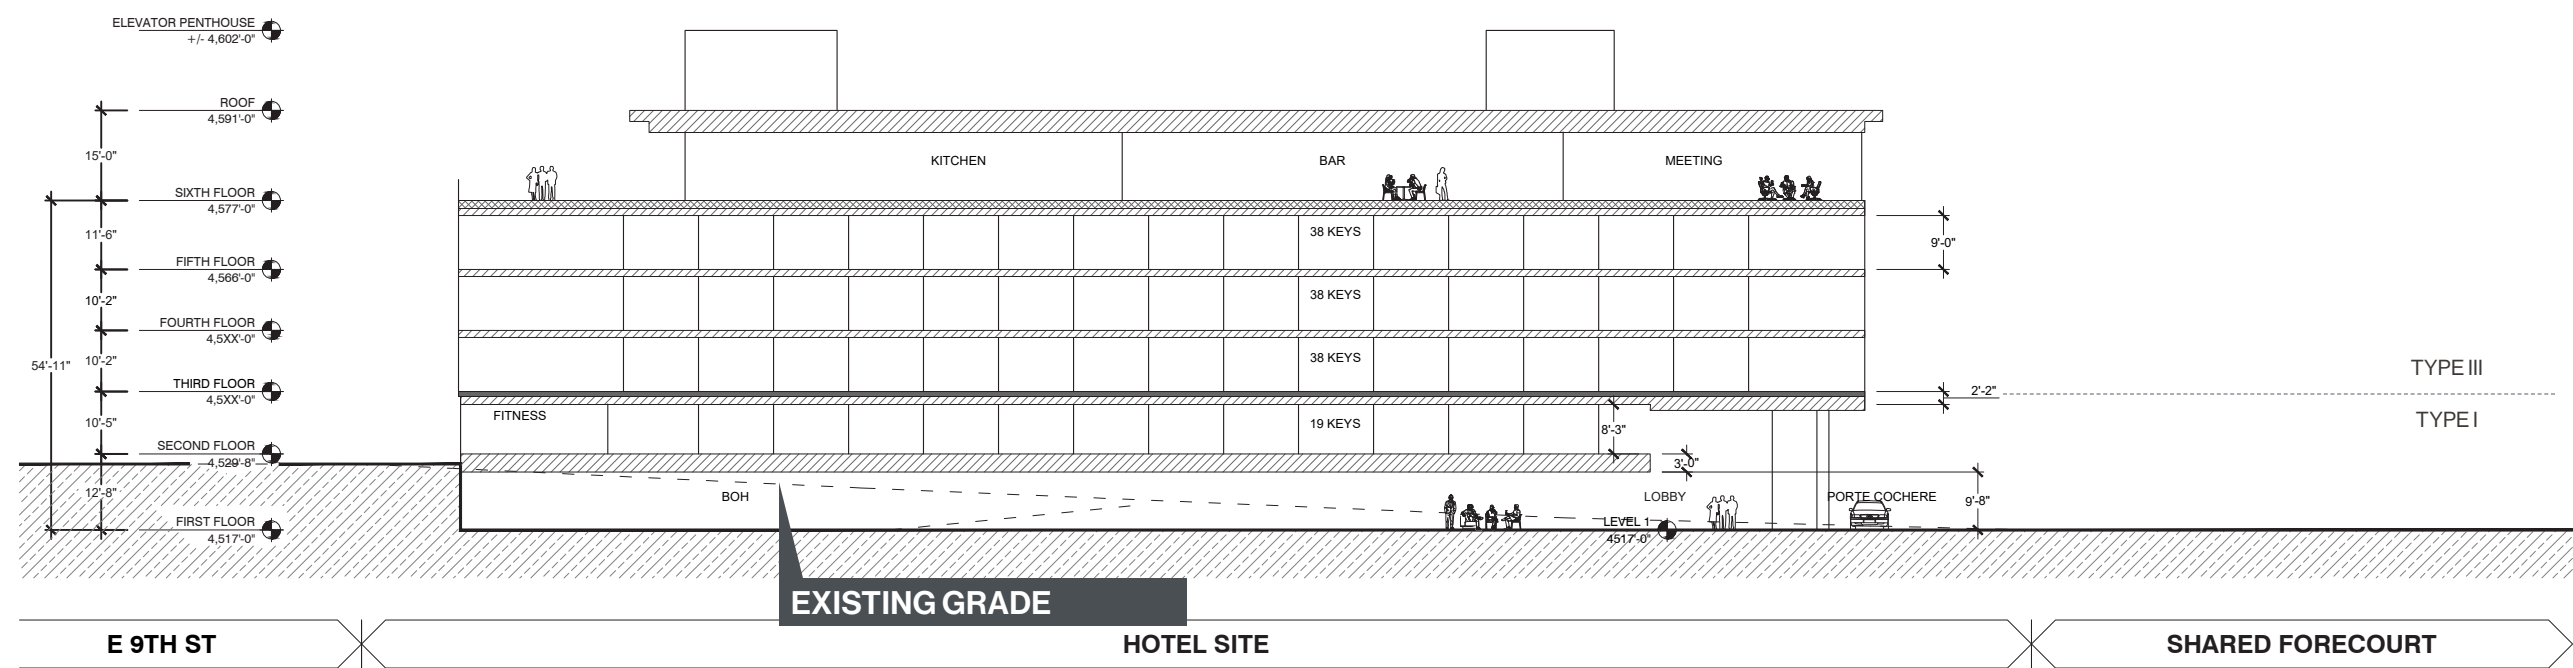 ELEVATOR PENTHOUSE
+/- 4,602'-0"
ROOF
4,591'-0"
15'-0"
KITCHEN
BAR
MEETING
SIXTH FLOOR
4,577'-0"
11'-6"
38 KEYS
9'-0"
FIFTH FLOOR
4,566'-0"
10'-2"
38 KEYS
FOURTH FLOOR
4,5XX'-0"
54'-11"
10'-2"
38 KEYS
TYPE III
THIRD FLOOR
4,5XX'-0"
2'-2"
10'-5"
FITNESS
19 KEYS
8'-3"
TYPE I
SECOND FLOOR
4,529'-8"
3'-0"
12'-8"
BOH
LOBBY
PORTE COCHERE
9'-8"
FIRST FLOOR
4,517'-0"
LEVEL 1
4517'-0"
EXISTING GRADE
E 9TH ST
HOTEL SITE
SHARED FORECOURT